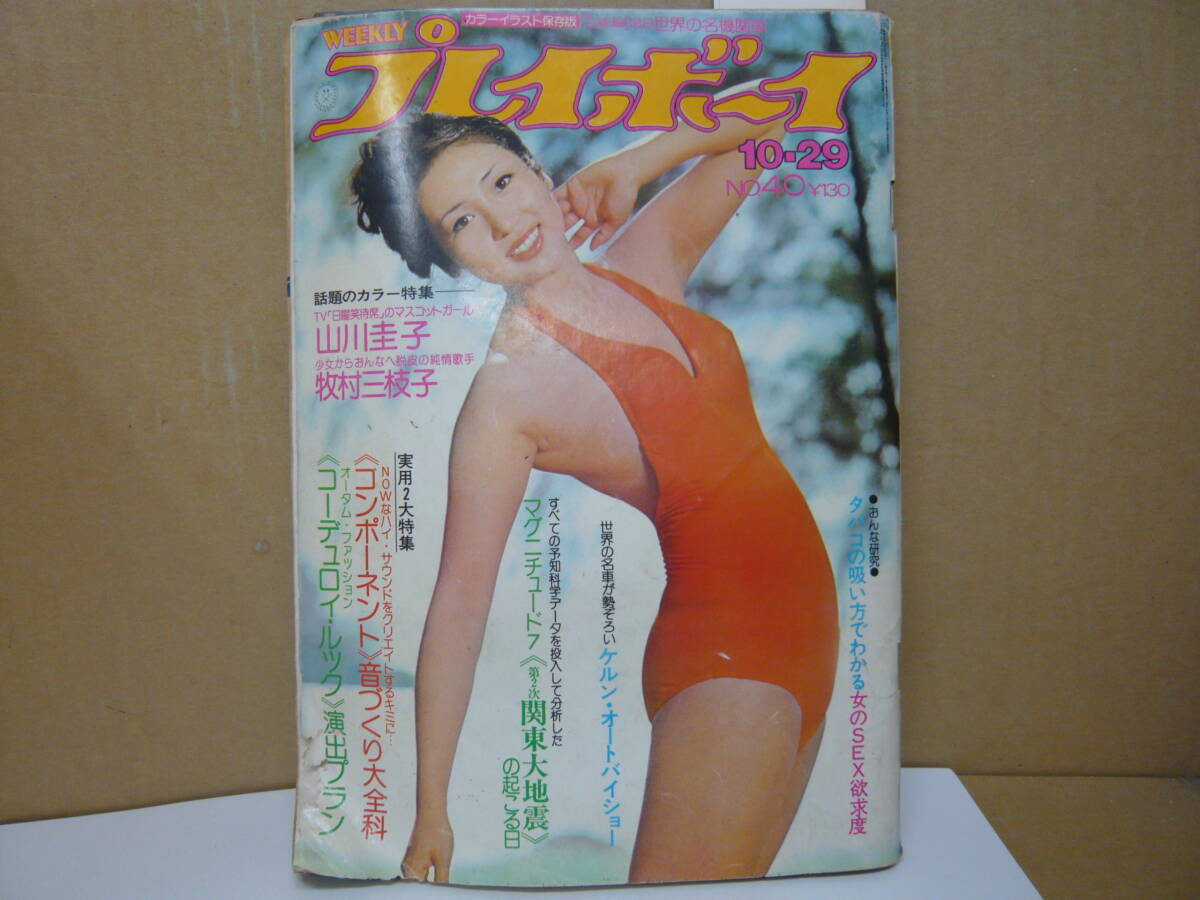 カラーイラスト保存版
世界の名機関車
WEEKLY
プレイボーイ
10・29
NO.40 ¥130
話題のカラー特集
TV「日曜笑待席」のマスコットガール
山川圭子
少女からおんなへ脱皮の純情歌手
牧村三枝子
●おんな研究●
タバコの吸い方でわかる女のSEX欲求度
世界の名車が勢ぞろい
ケルン・オートバイショー
すべての予知科学データを投入して分析した
マグニチュード7《第2次関東大地震》の起こる日
実用2大特集
NOWなハイ・サウンドをクリエイトするキミに…
《コンポーネント》音づくり大全科
オータム・ファッション
《コーデュロイ・ルック》演出プラン